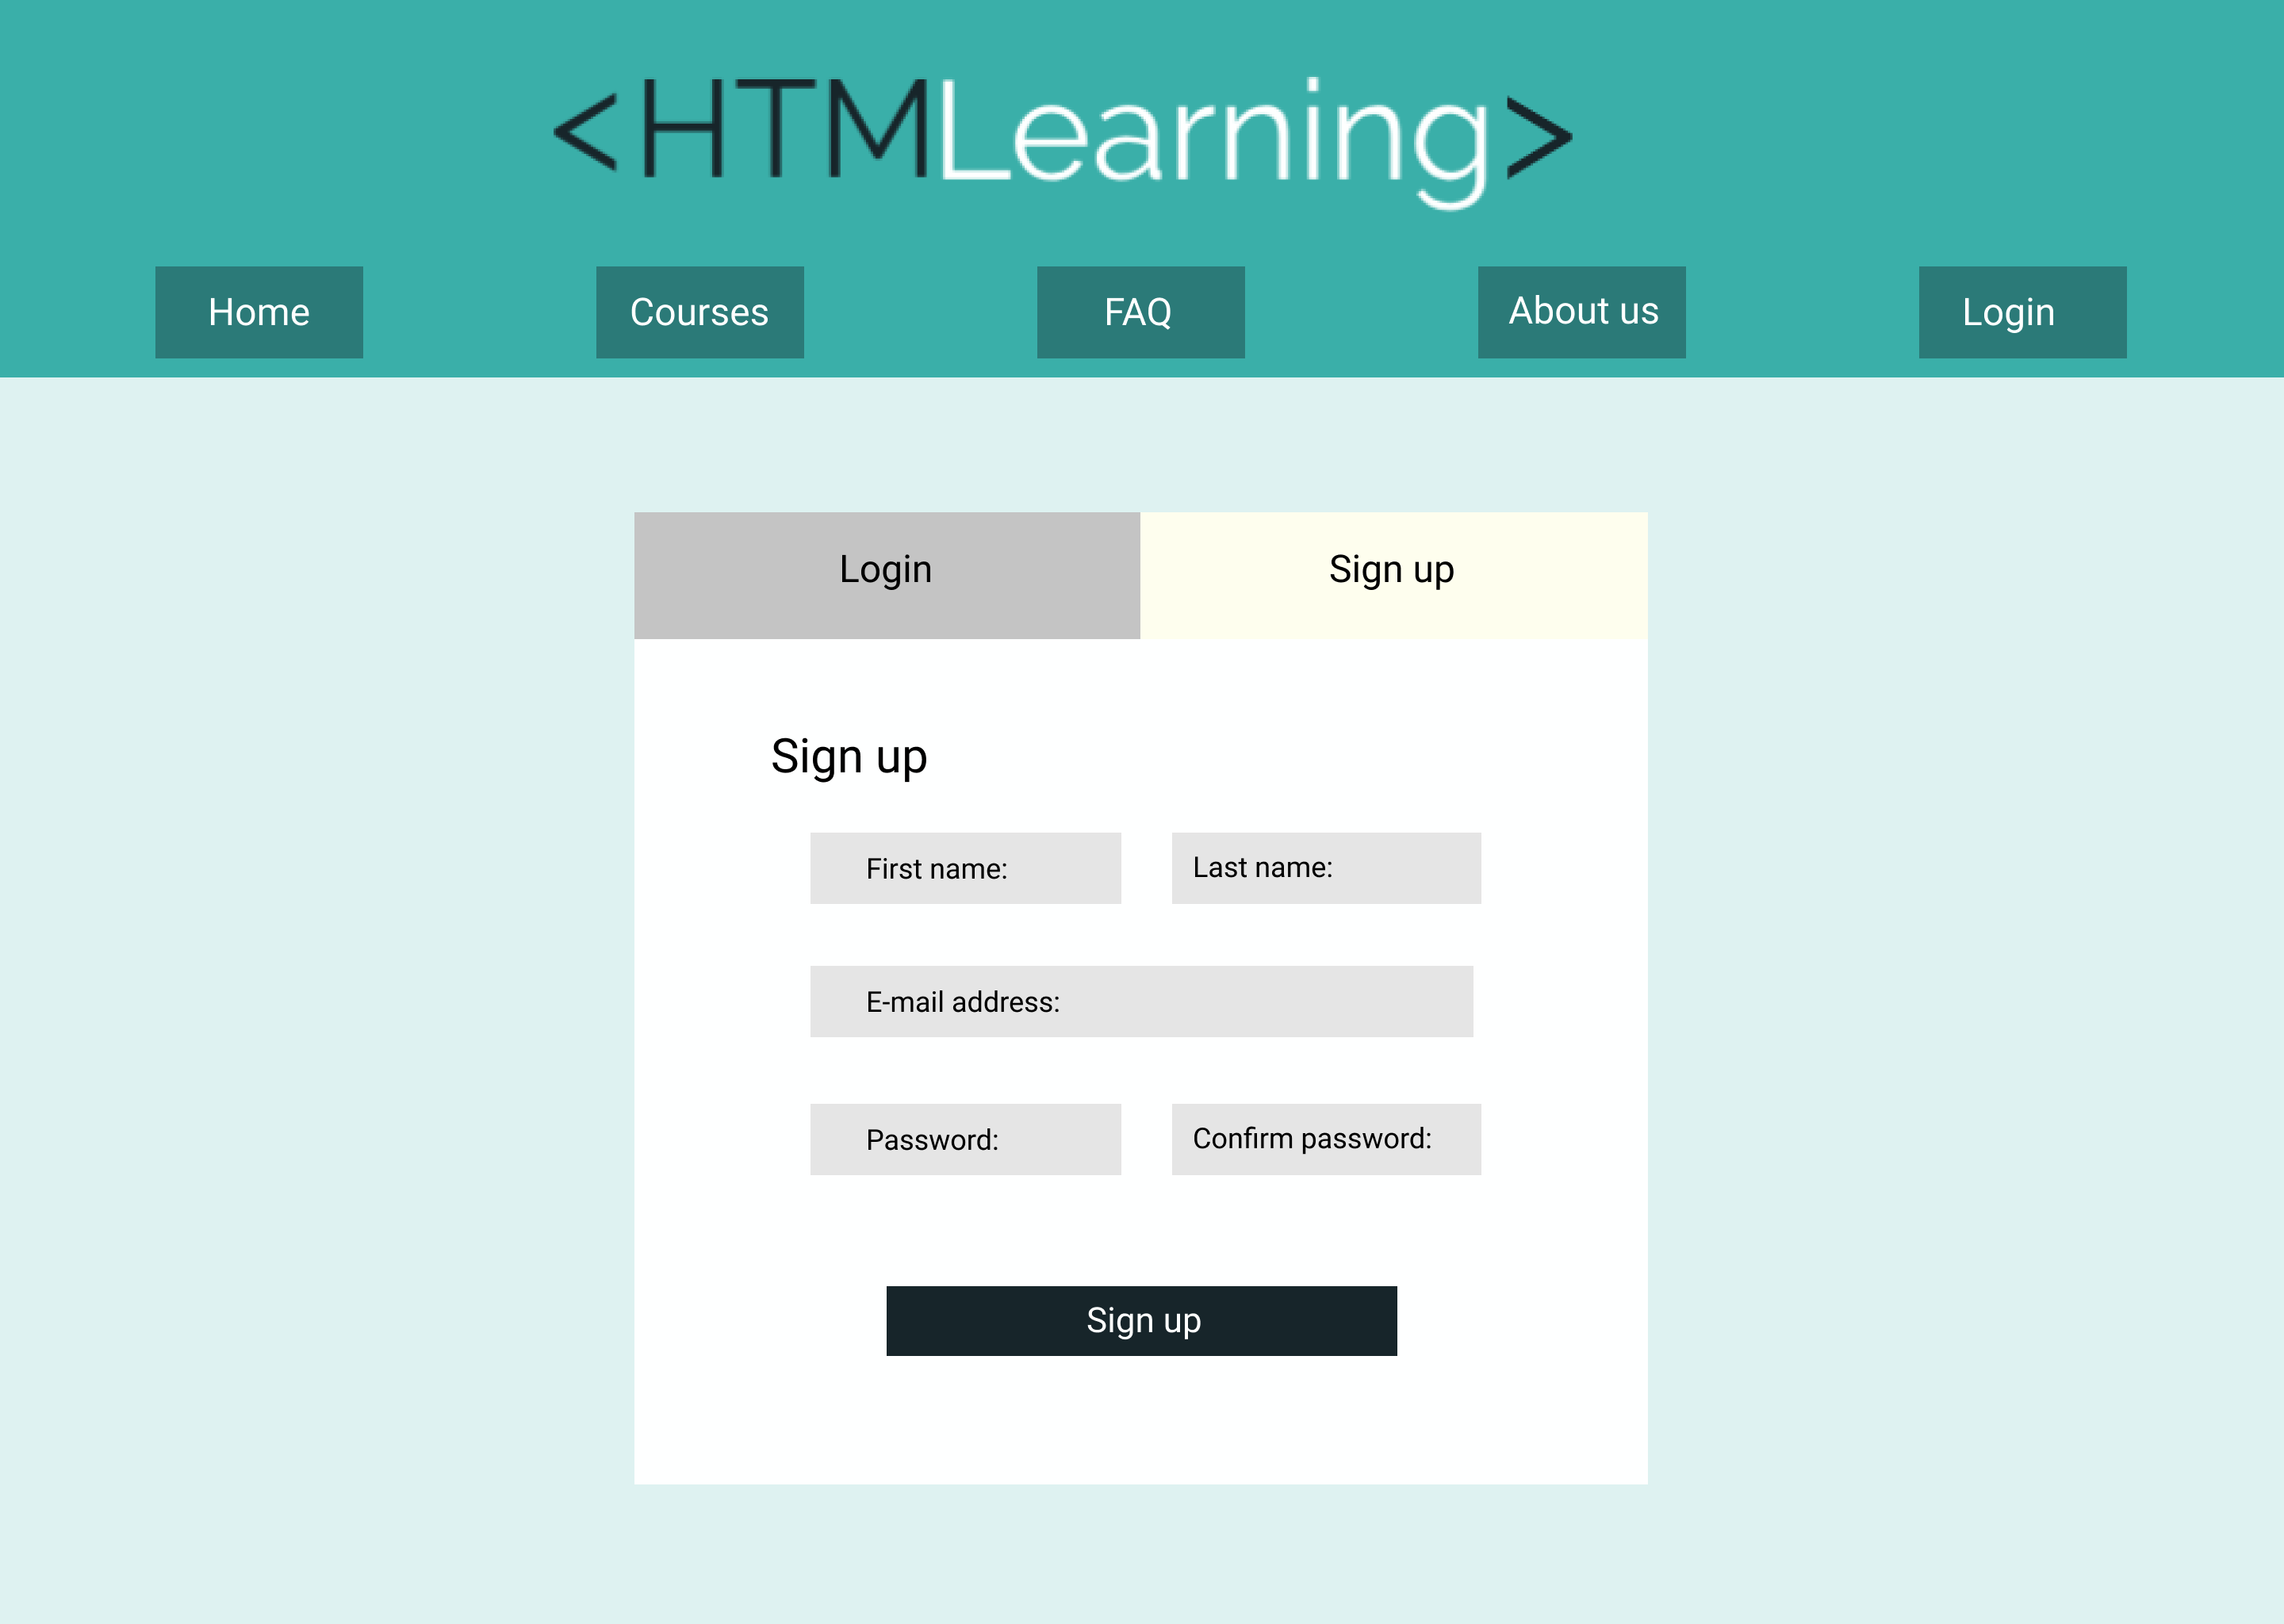 <HTMLearning>
Home Courses FAQ About us Login
Login Sign up
Sign up
First name: Last name:
E-mail address:
Password: Confirm password:
Sign up